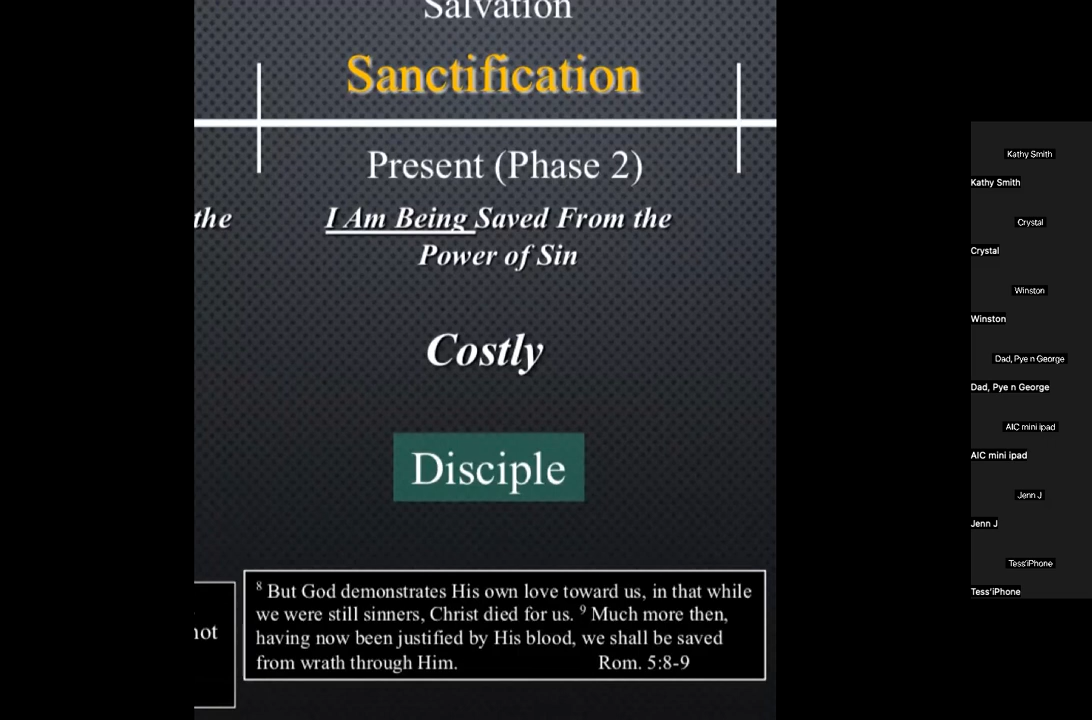 Salvation
Sanctification
Present (Phase 2)
the
I Am Being Saved From the
Power of Sin
Costly
Disciple
not
8 But God demonstrates His own love toward us, in that while
we were still sinners, Christ died for us. 9 Much more then,
having now been justified by His blood, we shall be saved
from wrath through Him. Rom. 5:8-9
Kathy Smith
Kathy Smith
Crystal
Crystal
Winston
Winston
Dad, Pye n George
Dad, Pye n George
AIC mini ipad
AIC mini ipad
Jenn J
Jenn J
Tess'iPhone
Tess'iPhone